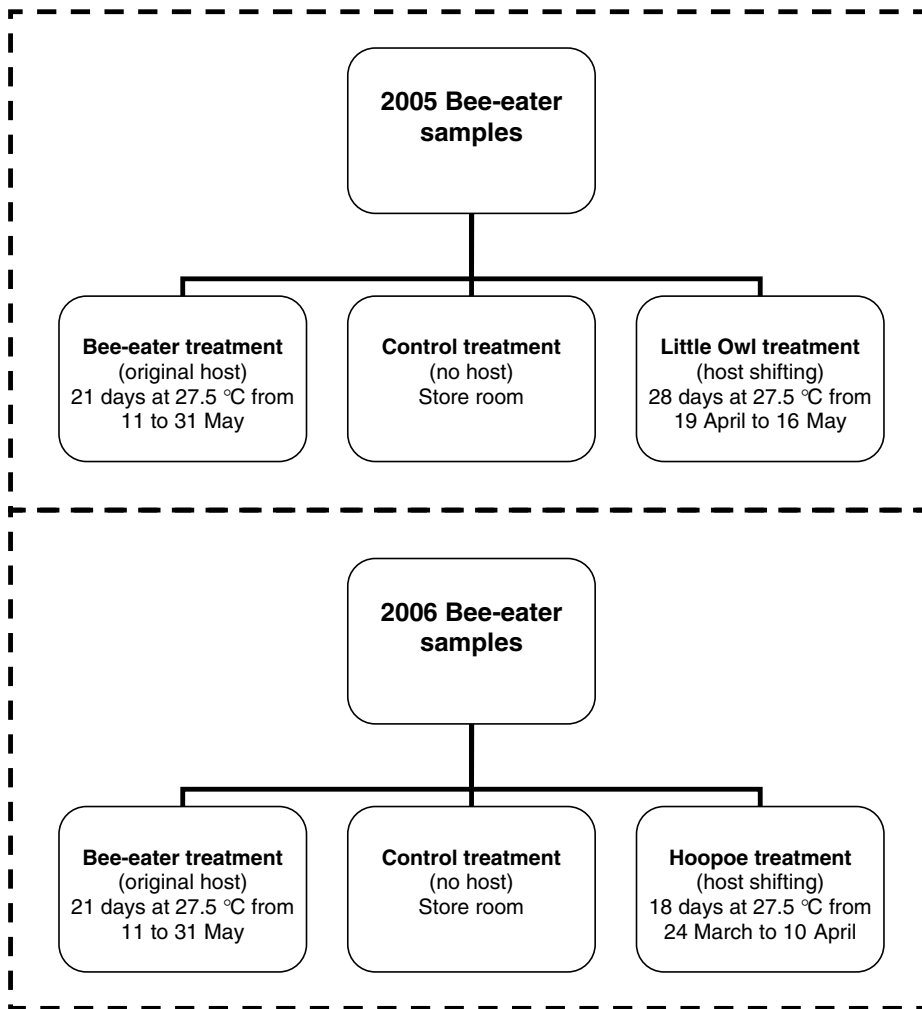 2005 Bee-eater
samples
Bee-eater treatment
(original host)
21 days at 27.5 °C from
11 to 31 May
Control treatment
(no host)
Store room
Little Owl treatment
(host shifting)
28 days at 27.5 °C from
19 April to 16 May
2006 Bee-eater
samples
Bee-eater treatment
(original host)
21 days at 27.5 °C from
11 to 31 May
Control treatment
(no host)
Store room
Hoopoe treatment
(host shifting)
18 days at 27.5 °C from
24 March to 10 April